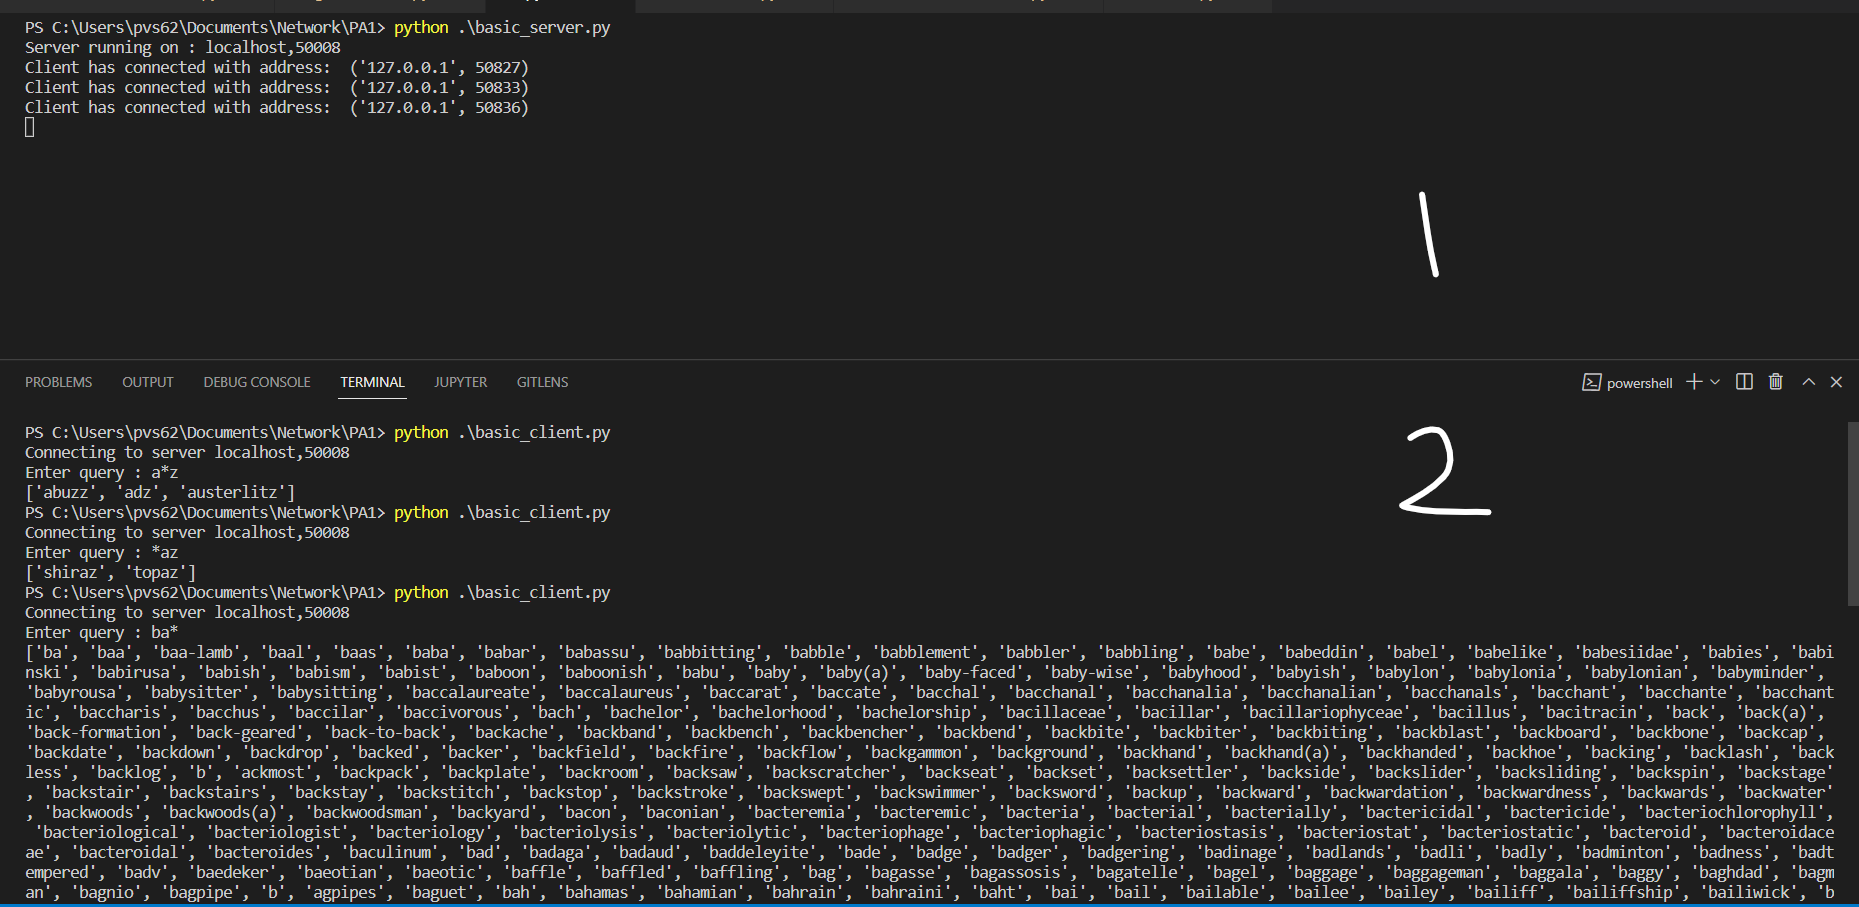 PS C:\Users\pvs62\Documents\Network\PA1> python .\basic_server.py
Server running on : localhost,50008
Client has connected with address:  ('127.0.0.1', 50827)
Client has connected with address:  ('127.0.0.1', 50833)
Client has connected with address:  ('127.0.0.1', 50836)
1
PROBLEMS OUTPUT DEBUG CONSOLE TERMINAL JUPYTER GITLENS powershell
2
PS C:\Users\pvs62\Documents\Network\PA1> python .\basic_client.py
Connecting to server localhost,50008
Enter query : a*z
['abuzz', 'adz', 'austerlitz']
PS C:\Users\pvs62\Documents\Network\PA1> python .\basic_client.py
Connecting to server localhost,50008
Enter query : *az
['shiraz', 'topaz']
PS C:\Users\pvs62\Documents\Network\PA1> python .\basic_client.py
Connecting to server localhost,50008
Enter query : ba*
['ba', 'baa', 'baa-lamb', 'baal', 'baas', 'baba', 'babar', 'babassu', 'babbitting', 'babble', 'babblement', 'babbler', 'babbling', 'babe', 'babeddin', 'babel', 'babelike', 'babesiidae', 'babies', 'babi
nski', 'babirusa', 'babish', 'babism', 'babist', 'baboon', 'baboonish', 'babu', 'baby', 'baby(a)', 'baby-faced', 'baby-wise', 'babyhood', 'babyish', 'babylon', 'babylonia', 'babylonian', 'babyminder',
'babyrousa', 'babysitter', 'babysitting', 'baccalaureate', 'baccalaureus', 'baccarat', 'baccate', 'bacchal', 'bacchanal', 'bacchanalia', 'bacchanalian', 'bacchanals', 'bacchant', 'bacchante', 'bacchant
ic', 'baccharis', 'bacchus', 'baccilar', 'baccivorous', 'bach', 'bachelor', 'bachelorhood', 'bachelorship', 'bacillaceae', 'bacillar', 'bacillariophyceae', 'bacillus', 'bacitracin', 'back', 'back(a)',
'back-formation', 'back-geared', 'back-to-back', 'backache', 'backband', 'backbench', 'backbencher', 'backbend', 'backbite', 'backbiter', 'backbiting', 'backblast', 'backboard', 'backbone', 'backcap',
'backdate', 'backdown', 'backdrop', 'backed', 'backer', 'backfield', 'backfire', 'backflow', 'backgammon', 'background', 'backhand', 'backhand(a)', 'backhanded', 'backhoe', 'backing', 'backlash', 'back
less', 'backlog', 'b', 'ackmost', 'backpack', 'backplate', 'backroom', 'backsaw', 'backscratcher', 'backseat', 'backset', 'backsettler', 'backside', 'backslider', 'backsliding', 'backspin', 'backstage'
, 'backstair', 'backstairs', 'backstay', 'backstitch', 'backstop', 'backstroke', 'backswept', 'backswimmer', 'backsword', 'backup', 'backward', 'backwardation', 'backwardness', 'backwards', 'backwater'
, 'backwoods', 'backwoods(a)', 'backwoodsman', 'backyard', 'bacon', 'baconian', 'bacteremia', 'bacteremic', 'bacteria', 'bacterial', 'bacterially', 'bactericidal', 'bactericide', 'bacteriochlorophyll',
'bacteriological', 'bacteriologist', 'bacteriology', 'bacteriolysis', 'bacteriolytic', 'bacteriophage', 'bacteriophagic', 'bacteriostasis', 'bacteriostat', 'bacteriostatic', 'bacteroid', 'bacteroidace
ae', 'bacteroidal', 'bacteroides', 'baculinum', 'bad', 'badaga', 'badaud', 'baddeleyite', 'bade', 'badge', 'badger', 'badgering', 'badinage', 'badlands', 'badli', 'badly', 'badminton', 'badness', 'badt
empered', 'badv', 'baedeker', 'baeotian', 'baeotic', 'baffle', 'baffled', 'baffling', 'bag', 'bagasse', 'bagassosis', 'bagatelle', 'bagel', 'baggage', 'baggageman', 'baggala', 'baggy', 'baghdad', 'bagm
an', 'bagnio', 'bagpipe', 'b', 'agpipes', 'baguet', 'bah', 'bahamas', 'bahamian', 'bahrain', 'bahraini', 'baht', 'bai', 'bail', 'bailable', 'bailee', 'bailey', 'bailiff', 'bailiffship', 'bailiwick', 'b